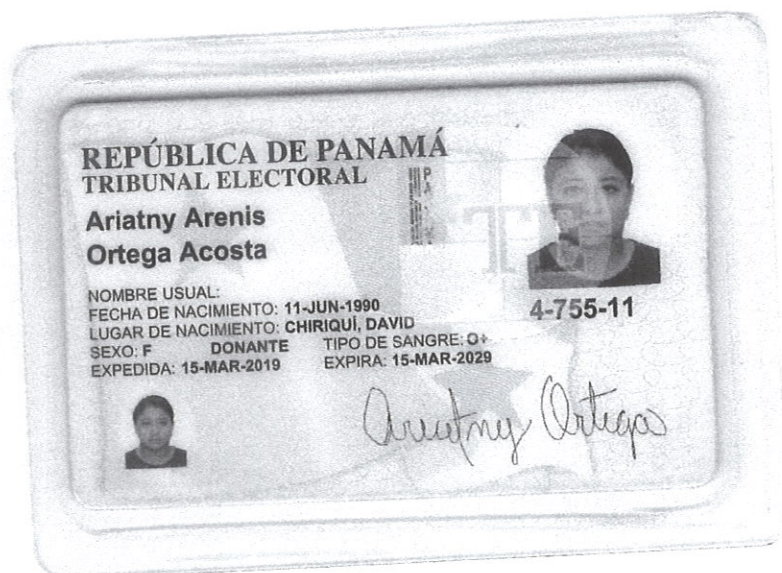 REPÚBLICA DE PANAMÁ
TRIBUNAL ELECTORAL
Ariatny Arenis
Ortega Acosta
NOMBRE USUAL:
FECHA DE NACIMIENTO: 11-JUN-1990
LUGAR DE NACIMIENTO: CHIRIQUÍ, DAVID
SEXO: F DONANTE TIPO DE SANGRE: O+
EXPEDIDA: 15-MAR-2019 EXPIRA: 15-MAR-2029
TE
4-755-11
Ariatny Ortega